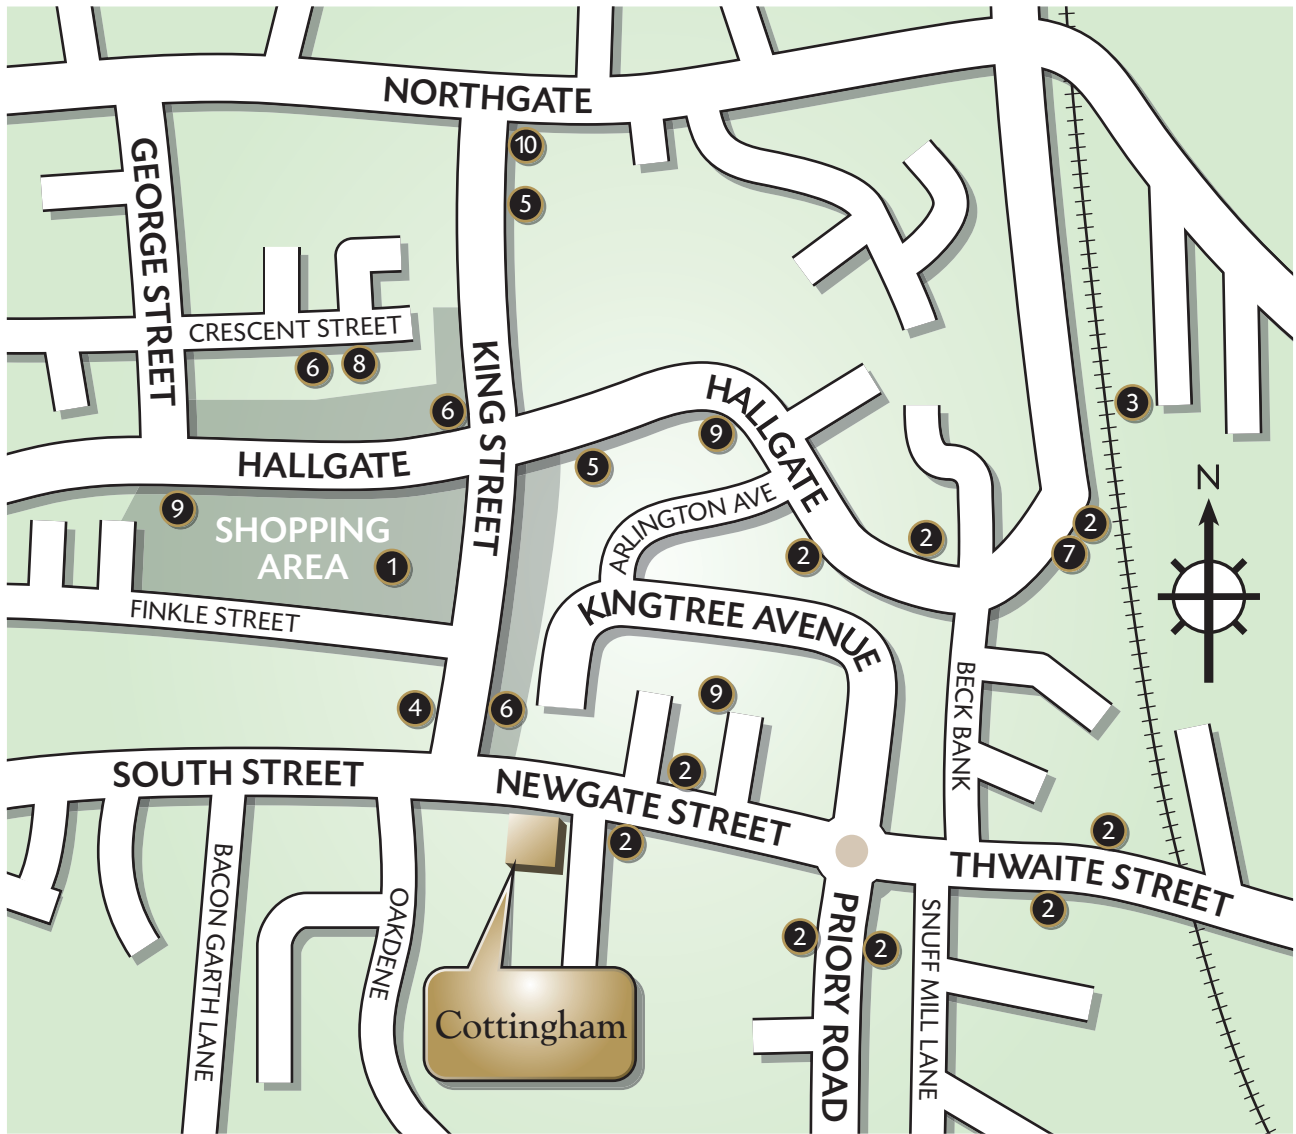 NORTHGATE
10
GEORGE STREET
5
CRESCENT STREET
6
8
KING STREET
HALLGATE
3
6
9
HALLGATE
5
N
ARLINGTON AVE
9
SHOPPING
AREA
1
2
2
2
7
FINKLE STREET
KINGTREE AVENUE
BECK BANK
4
6
9
2
SOUTH STREET
NEWGATE STREET
2
2
THWAITE STREET
2
BACON GARTH LANE
OAKDENE
PRIORY ROAD
2
2
SNUFF MILL LANE
Cottingham